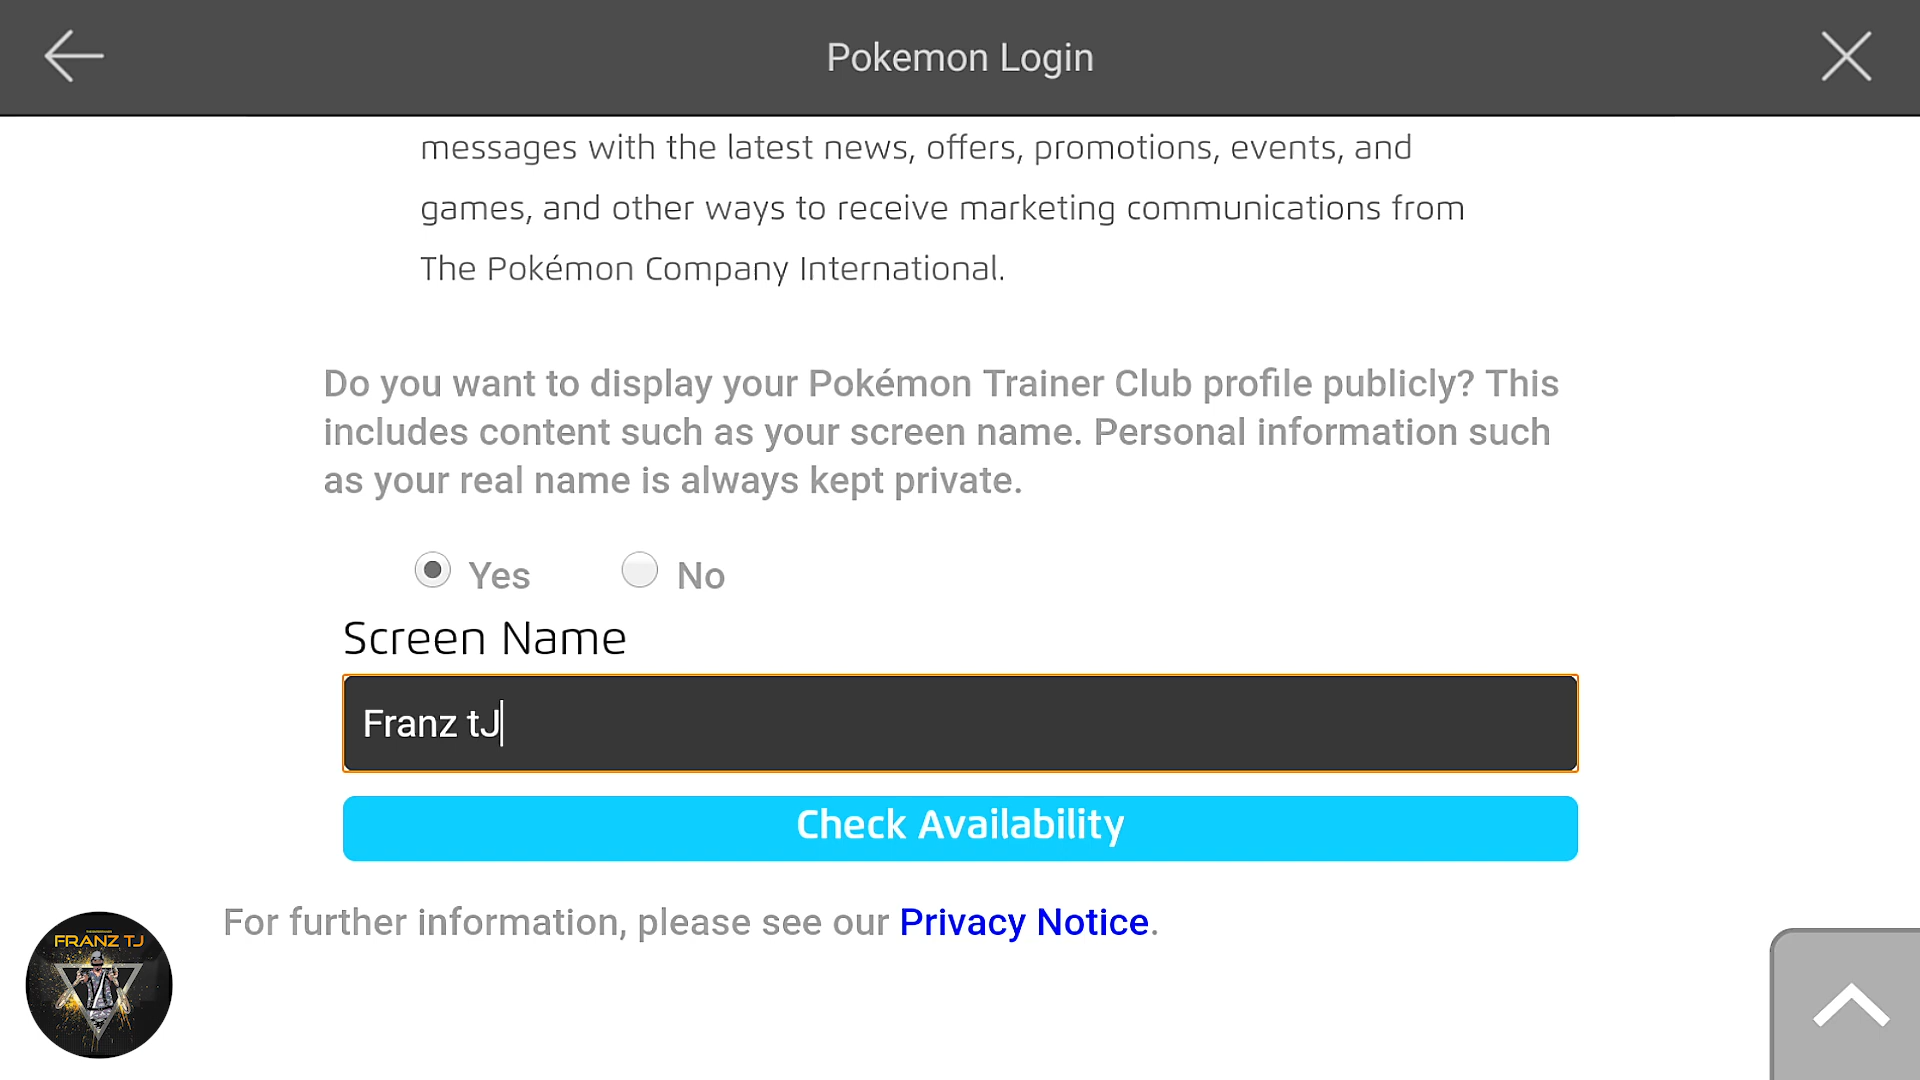 Pokemon Login
messages with the latest news, offers, promotions, events, and
games, and other ways to receive marketing communications from
The Pokémon Company International.
Do you want to display your Pokémon Trainer Club profile publicly? This
includes content such as your screen name. Personal information such
as your real name is always kept private.
Yes No
Screen Name
Franz tJ
Check Availability
For further information, please see our Privacy Notice.
FRANZ TJ